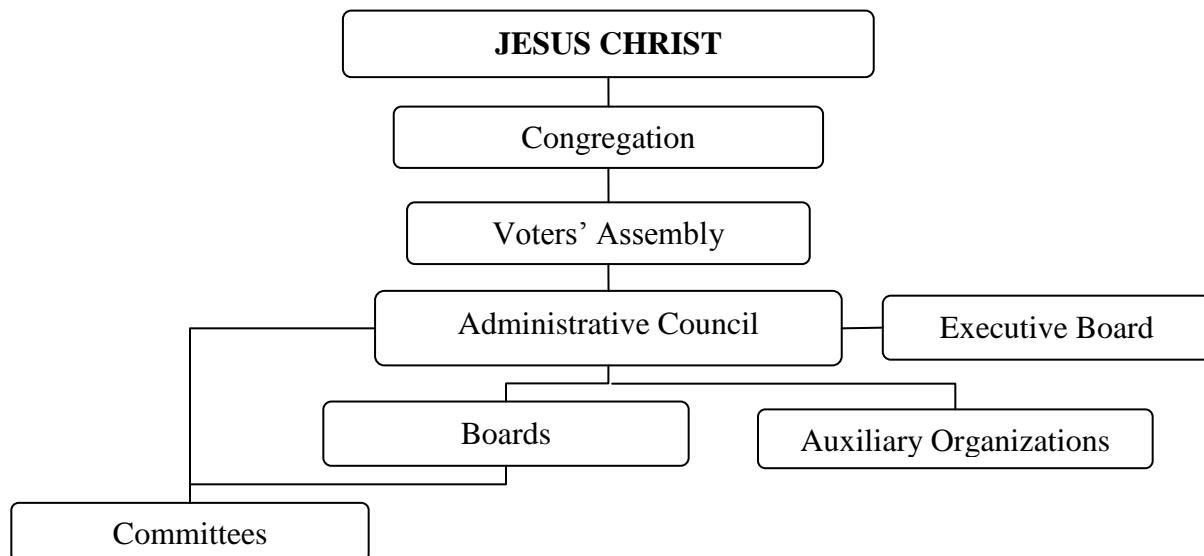 JESUS CHRIST
Congregation
Voters’ Assembly
Administrative Council
Executive Board
Boards
Auxiliary Organizations
Committees